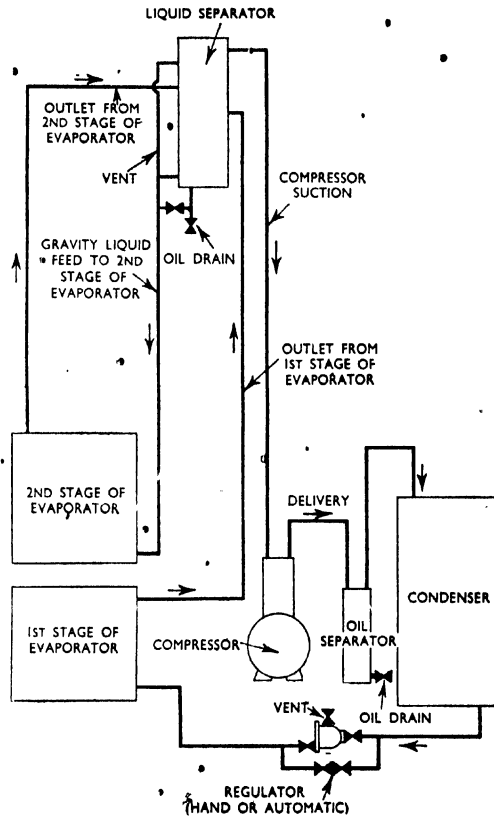 LIQUID SEPARATOR
OUTLET FROM
2ND STAGE OF
EVAPORATOR
VENT
COMPRESSOR
SUCTION
GRAVITY LIQUID
FEED TO 2ND
STAGE OF
EVAPORATOR
OIL DRAIN
OUTLET FROM
1ST STAGE OF
EVAPORATOR
2ND STAGE OF
EVAPORATOR
DELIVERY
1ST STAGE OF
EVAPORATOR
COMPRESSOR
OIL
SEPARATOR
CONDENSER
VENT
OIL DRAIN
REGULATOR
(HAND OR AUTOMATIC)